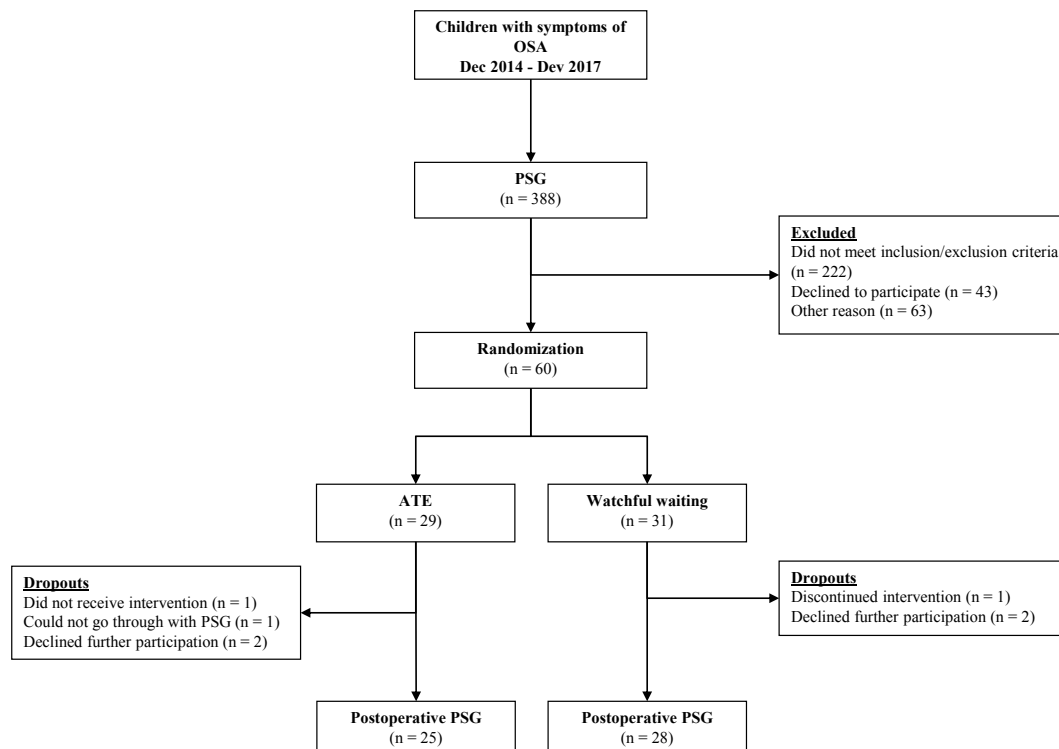 Children with symptoms of
OSA
Dec 2014 - Dev 2017
PSG
(n = 388)
Excluded
Did not meet inclusion/exclusion criteria
(n = 222)
Declined to participate (n = 43)
Other reason (n = 63)
Randomization
(n = 60)
ATE
(n = 29)
Watchful waiting
(n = 31)
Dropouts
Did not receive intervention (n = 1)
Could not go through with PSG (n = 1)
Declined further participation (n = 2)
Dropouts
Discontinued intervention (n = 1)
Declined further participation (n = 2)
Postoperative PSG
(n = 25)
Postoperative PSG
(n = 28)